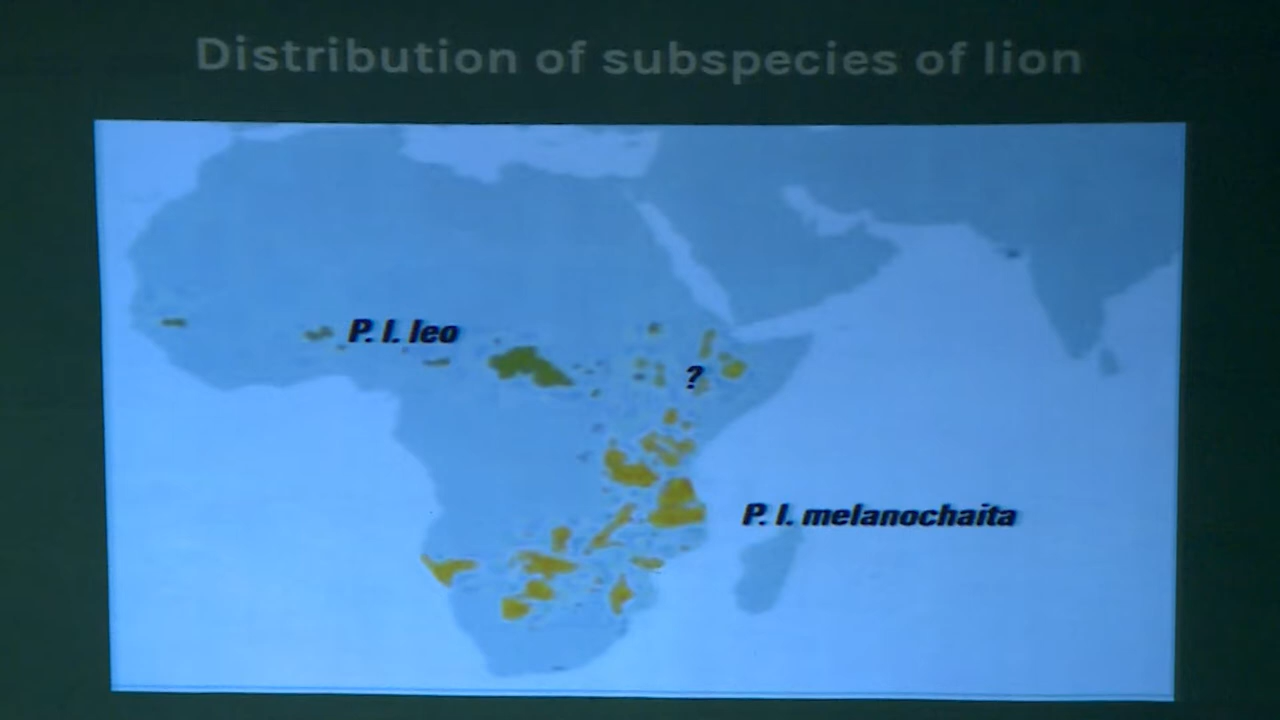 Distribution of subspecies of lion
P. l. leo
?
P. l. melanochaita